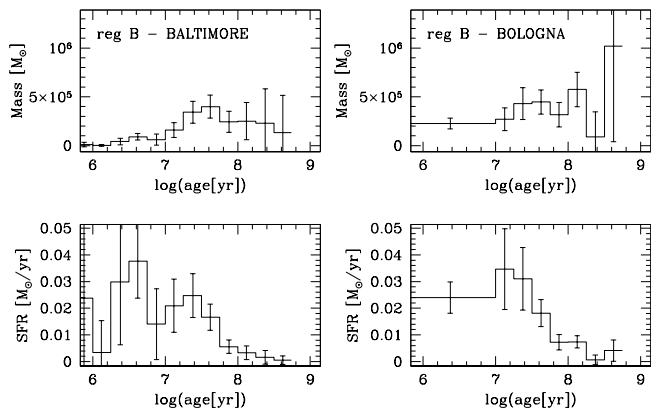 reg B – BALTIMORE
Mass [M⊙]
10⁶
5×10⁵
0
6 7 8 9
log(age[yr])
reg B – BOLOGNA
Mass [M⊙]
10⁶
5×10⁵
0
6 7 8 9
log(age[yr])
SFR [M⊙/yr]
0.05
0.04
0.03
0.02
0.01
0
6 7 8 9
log(age[yr])
SFR [M⊙/yr]
0.05
0.04
0.03
0.02
0.01
0
6 7 8 9
log(age[yr])